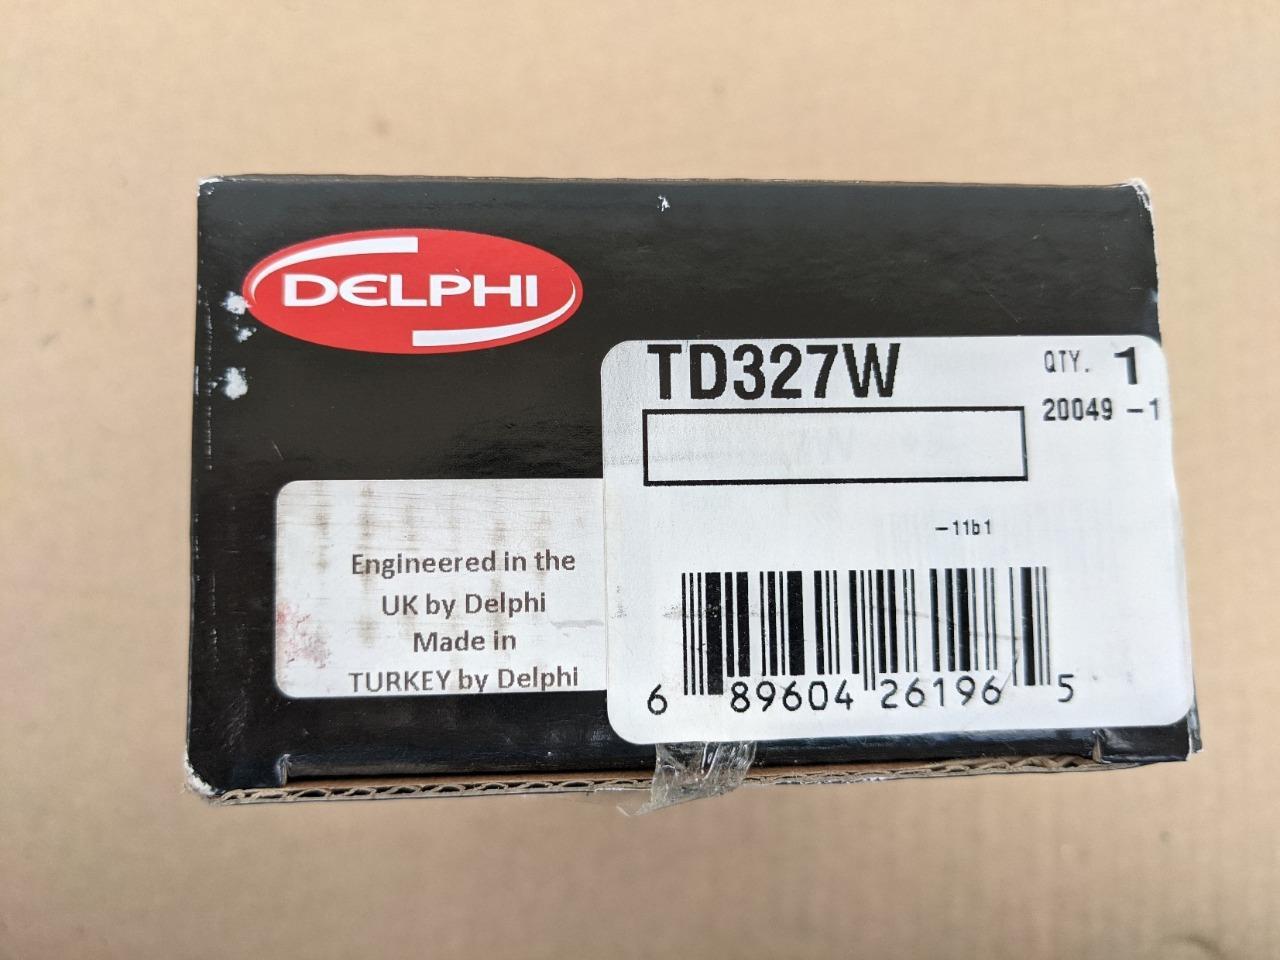 DELPHI
TD327W
QTY. 1
20049 -1
-11b1
Engineered in the
UK by Delphi
Made in
TURKEY by Delphi
6 89604 26196 5